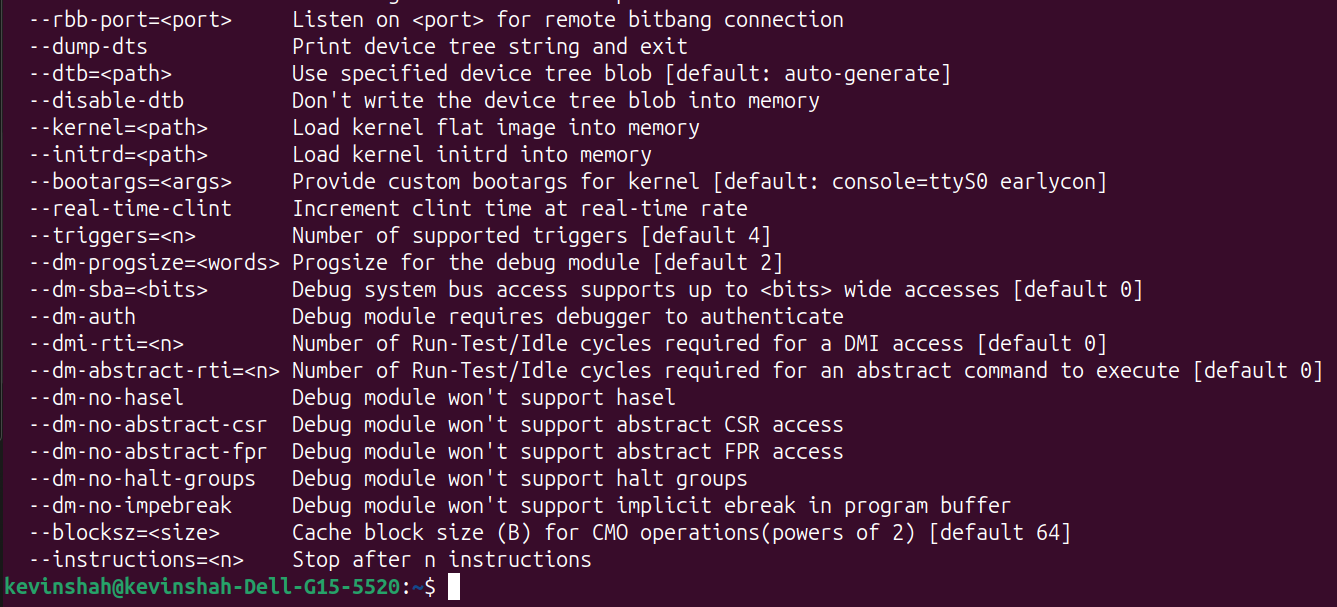 --rbb-port=<port> Listen on <port> for remote bitbang connection
--dump-dts Print device tree string and exit
--dtb=<path> Use specified device tree blob [default: auto-generate]
--disable-dtb Don't write the device tree blob into memory
--kernel=<path> Load kernel flat image into memory
--initrd=<path> Load kernel initrd into memory
--bootargs=<args> Provide custom bootargs for kernel [default: console=ttyS0 earlycon]
--real-time-clint Increment clint time at real-time rate
--triggers=<n> Number of supported triggers [default 4]
--dm-progsize=<words> Progsize for the debug module [default 2]
--dm-sba=<bits> Debug system bus access supports up to <bits> wide accesses [default 0]
--dm-auth Debug module requires debugger to authenticate
--dmi-rti=<n> Number of Run-Test/Idle cycles required for a DMI access [default 0]
--dm-abstract-rti=<n> Number of Run-Test/Idle cycles required for an abstract command to execute [default 0]
--dm-no-hasel Debug module won't support hasel
--dm-no-abstract-csr Debug module won't support abstract CSR access
--dm-no-abstract-fpr Debug module won't support abstract FPR access
--dm-no-halt-groups Debug module won't support halt groups
--dm-no-impebreak Debug module won't support implicit ebreak in program buffer
--blocksz=<size> Cache block size (B) for CMO operations(powers of 2) [default 64]
--instructions=<n> Stop after n instructions
kevinshah@kevinshah-Dell-G15-5520:~$